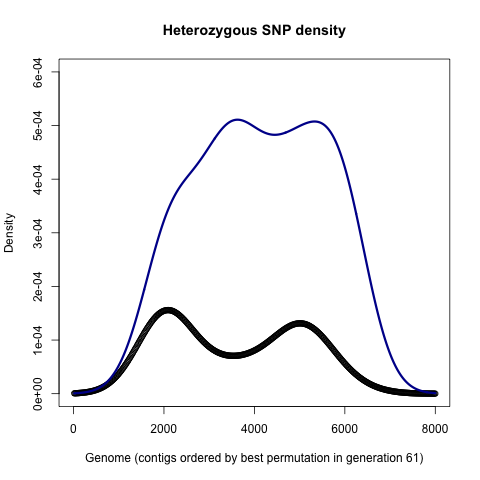 Heterozygous SNP density
6e-04
5e-04
4e-04
3e-04
2e-04
1e-04
0e+00
Density
0 2000 4000 6000 8000
Genome (contigs ordered by best permutation in generation 61)